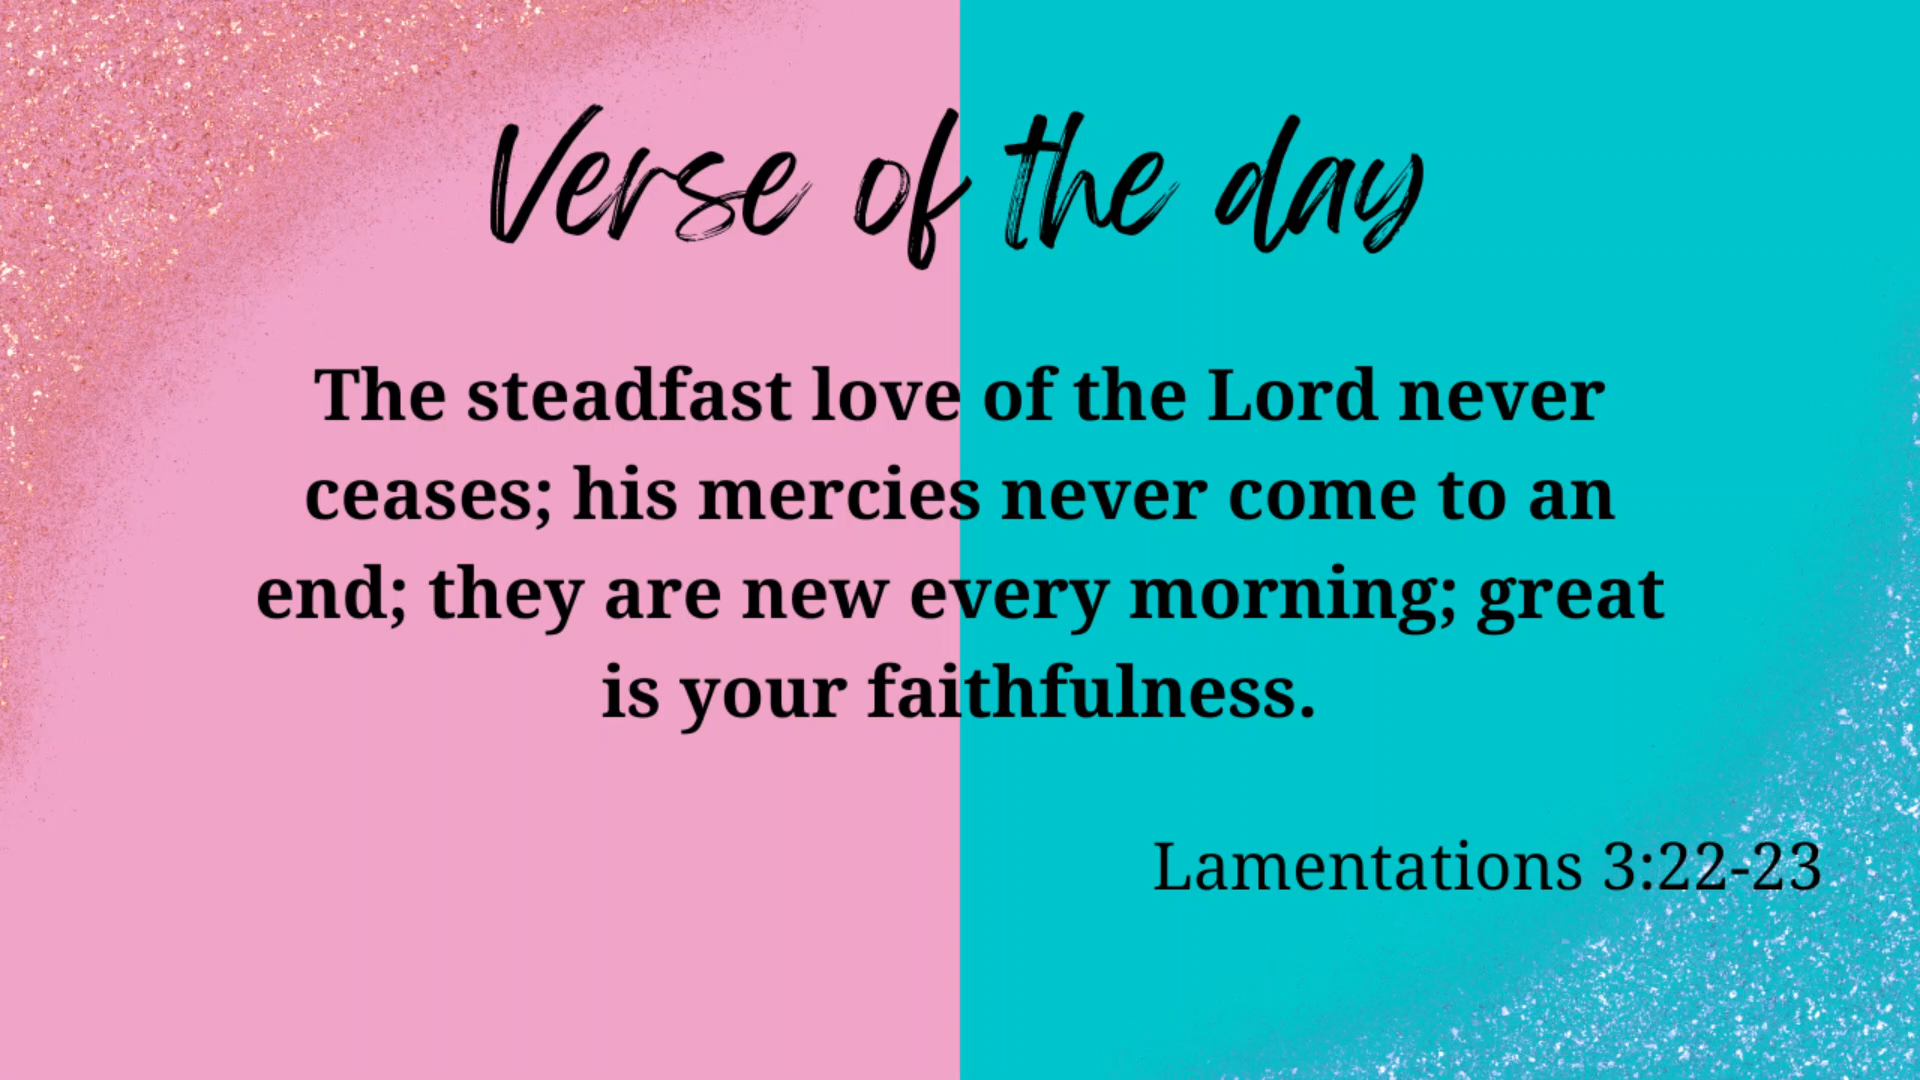 Verse of the day
The steadfast love of the Lord never
ceases; his mercies never come to an
end; they are new every morning; great
is your faithfulness.
Lamentations 3:22-23